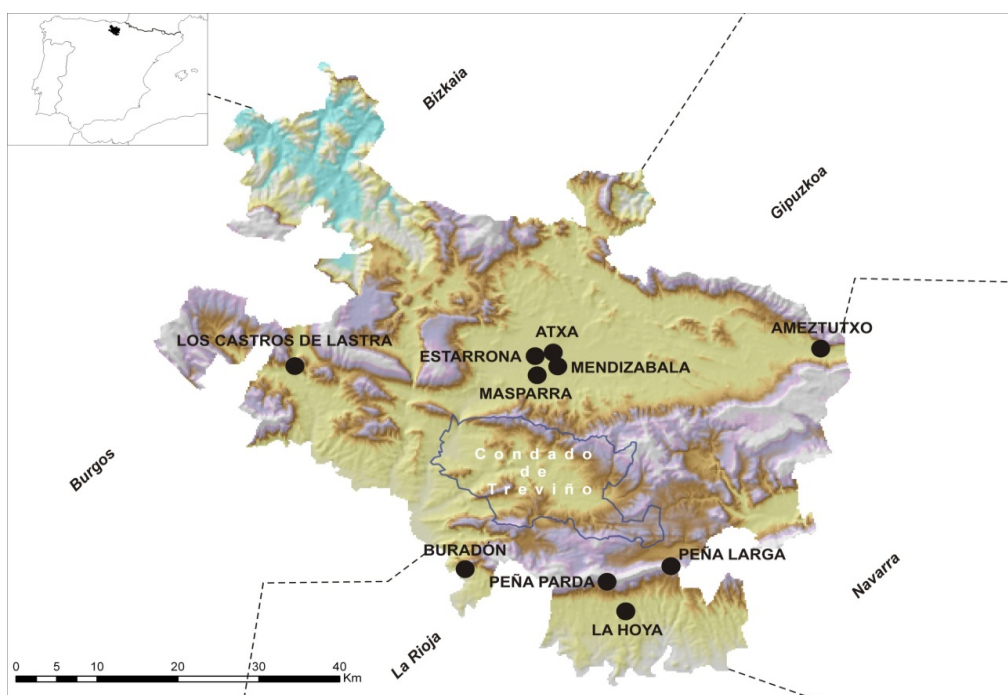 Bizkaia
Gipuzkoa
AMEZTUTXO
ATXA
LOS CASTROS DE LASTRA
ESTARRONA
MENDIZABALA
MASPARRA
Condado
de
Treviño
Burgos
BURADÓN
PEÑA LARGA
PEÑA PARDA
Navarra
LA HOYA
La Rioja
0 5 10 20 30 40
Km